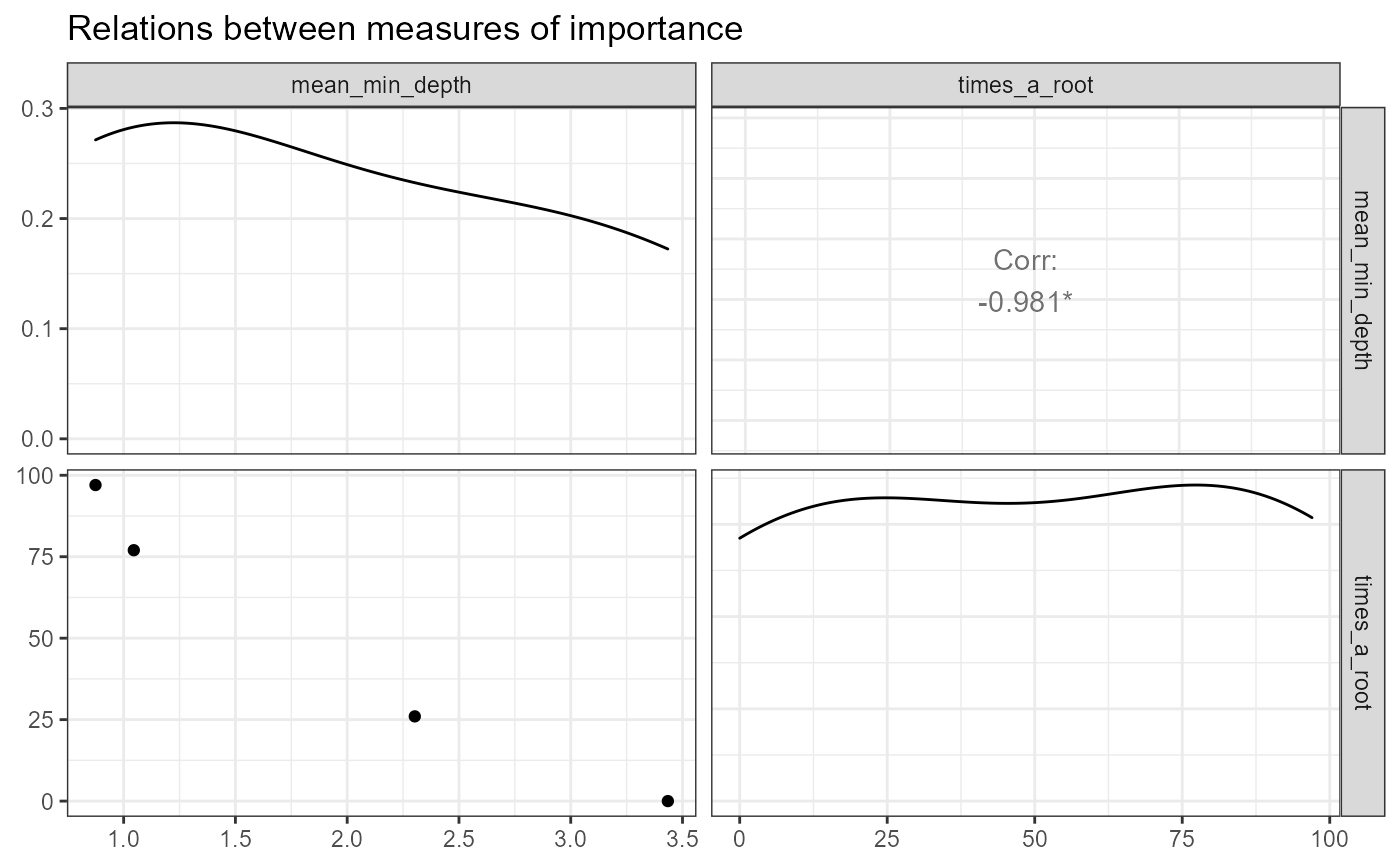 Relations between measures of importance
mean_min_depth
times_a_root
0.3
0.2
0.1
0.0
Corr:
-0.981*
mean_min_depth
100
75
50
25
0
times_a_root
1.0 1.5 2.0 2.5 3.0 3.5
0 25 50 75 100